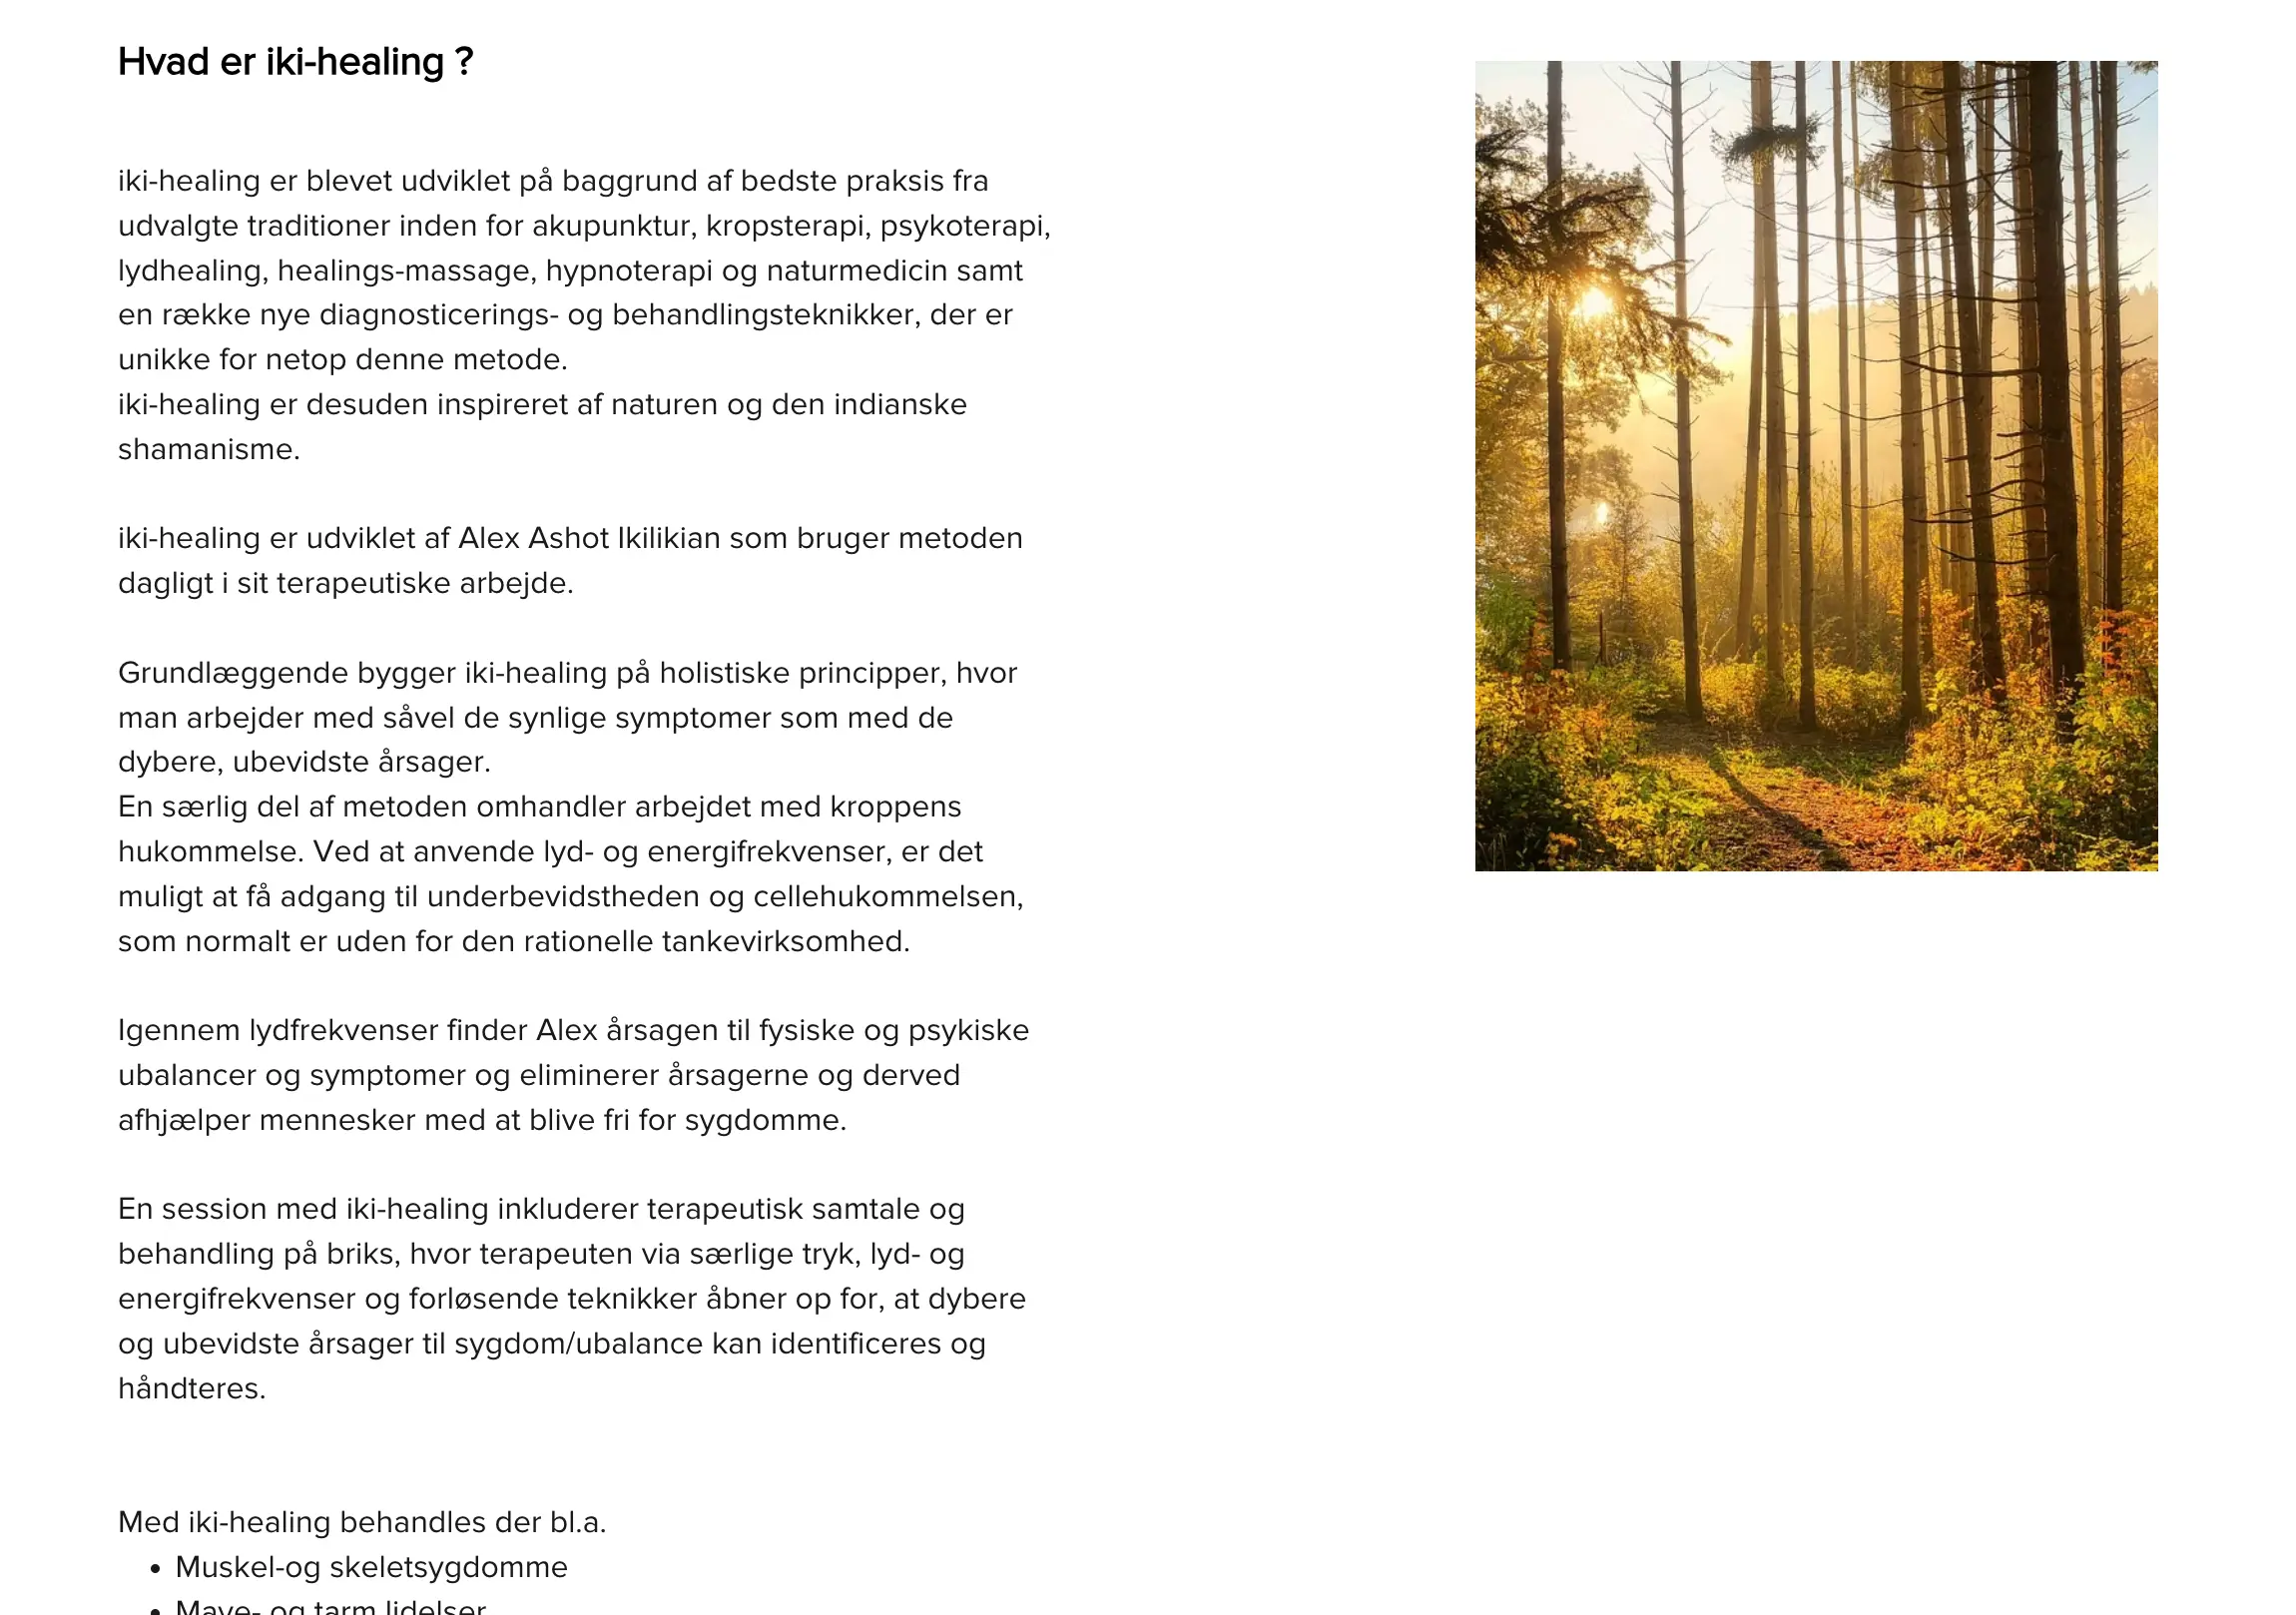 Hvad er iki-healing ?
iki-healing er blevet udviklet på baggrund af bedste praksis fra
udvalgte traditioner inden for akupunktur, kropsterapi, psykoterapi,
lydhealing, healings-massage, hypnoterapi og naturmedicin samt
en række nye diagnosticerings- og behandlingsteknikker, der er
unikke for netop denne metode.
iki-healing er desuden inspireret af naturen og den indianske
shamanisme.
iki-healing er udviklet af Alex Ashot Ikilikian som bruger metoden
dagligt i sit terapeutiske arbejde.
Grundlæggende bygger iki-healing på holistiske principper, hvor
man arbejder med såvel de synlige symptomer som med de
dybere, ubevidste årsager.
En særlig del af metoden omhandler arbejdet med kroppens
hukommelse. Ved at anvende lyd- og energifrekvenser, er det
muligt at få adgang til underbevidstheden og cellehukommelsen,
som normalt er uden for den rationelle tankevirksomhed.
Igennem lydfrekvenser finder Alex årsagen til fysiske og psykiske
ubalancer og symptomer og eliminerer årsagerne og derved
afhjælper mennesker med at blive fri for sygdomme.
En session med iki-healing inkluderer terapeutisk samtale og
behandling på briks, hvor terapeuten via særlige tryk, lyd- og
energifrekvenser og forløsende teknikker åbner op for, at dybere
og ubevidste årsager til sygdom/ubalance kan identificeres og
håndteres.
Med iki-healing behandles der bl.a.
• Muskel-og skeletsygdomme
• Mave- og tarm lidelser